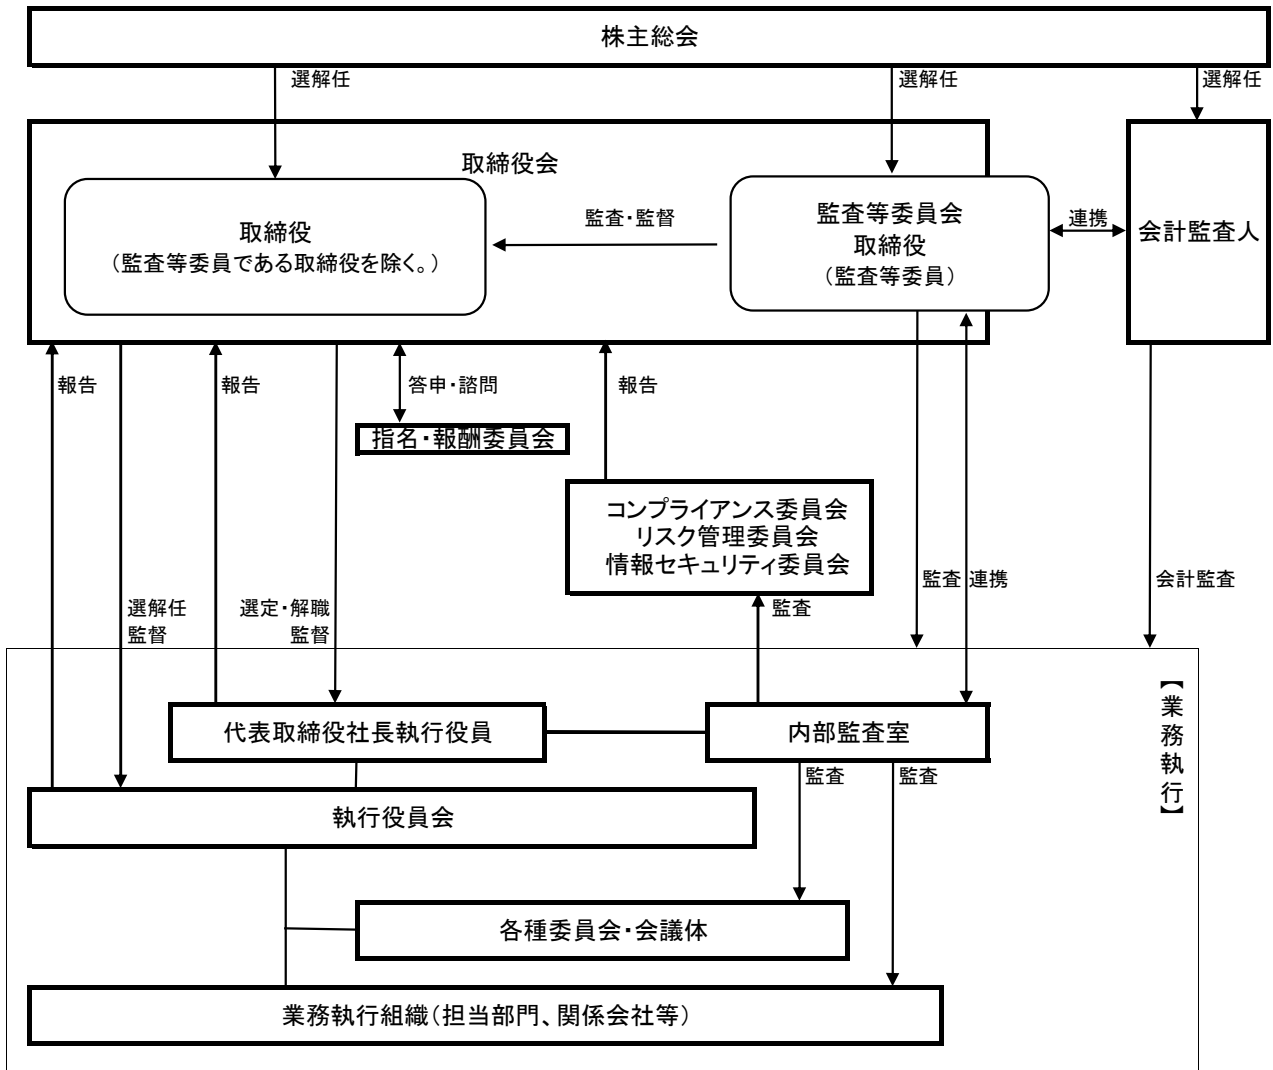 株主総会
選解任
選解任
選解任
取締役会
取締役
（監査等委員である取締役を除く。）
監査・監督
監査等委員会
取締役
（監査等委員）
連携
会計監査人
報告
報告
答申・諮問
報告
指名・報酬委員会
コンプライアンス委員会
リスク管理委員会
情報セキュリティ委員会
選解任
監督
選定・解職
監督
監査
監査
連携
会計監査
【業務執行】
代表取締役社長執行役員
内部監査室
監査
監査
執行役員会
各種委員会・会議体
業務執行組織（担当部門、関係会社等）